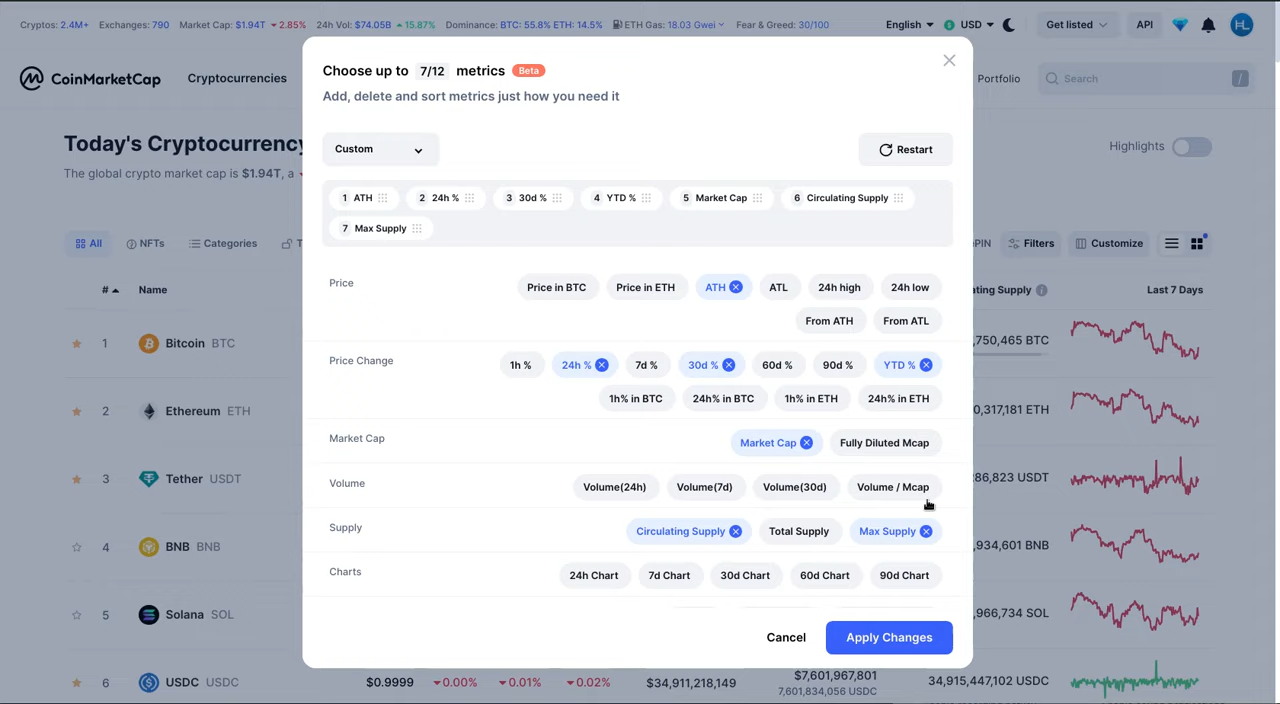 Cryptos: 2.4M+ Exchanges: 790 Market Cap: $1.94T 2.85% 24h Vol: $74.05B 15.87% Dominance: BTC: 55.8% ETH: 14.5% ETH Gas: 18.03 Gwei Fear & Greed: 30/100 English USD Get listed API HL
CoinMarketCap Cryptocurrencies Portfolio Search /
Choose up to 7/12 metrics Beta
Add, delete and sort metrics just how you need it
Today's Cryptocurrency Highlights
The global crypto market cap is $1.94T, a
Custom Restart
1 ATH 2 24h % 3 30d % 4 YTD % 5 Market Cap 6 Circulating Supply
7 Max Supply
All NFTs Categories Filters Customize
# Name Supply Last 7 Days
Price Price in BTC Price in ETH ATH ATL 24h high 24h low
From ATH From ATL
1 Bitcoin BTC 750,465 BTC
Price Change 1h % 24h % 7d % 30d % 60d % 90d % YTD %
1h% in BTC 24h% in BTC 1h% in ETH 24h% in ETH
2 Ethereum ETH 0,317,181 ETH
Market Cap Market Cap Fully Diluted Mcap
Volume Volume(24h) Volume(7d) Volume(30d) Volume / Mcap
3 Tether USDT 86,823 USDT
Supply Circulating Supply Total Supply Max Supply
4 BNB BNB 934,601 BNB
Charts 24h Chart 7d Chart 30d Chart 60d Chart 90d Chart
5 Solana SOL 966,734 SOL
Cancel Apply Changes
6 USDC USDC $0.9999 0.00% 0.01% 0.02% $34,911,218,149 $7,601,967,801 34,915,447,102 USDC
7,601,834,056 USDC